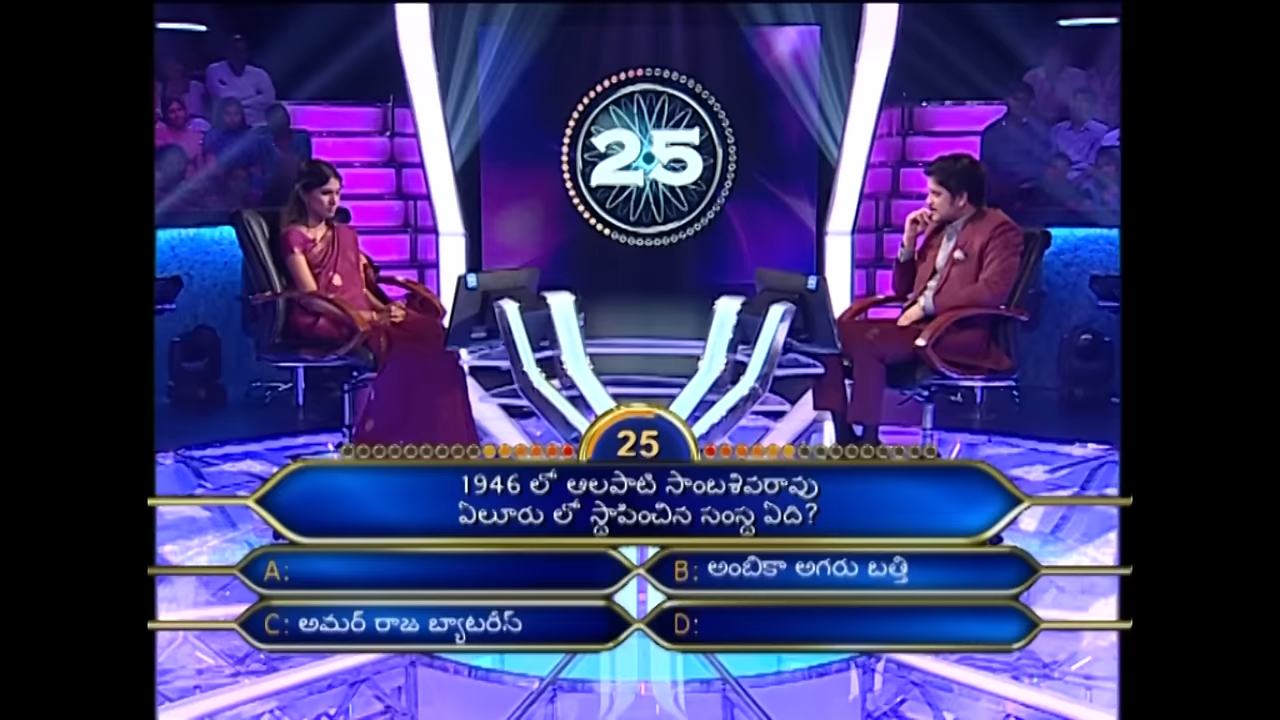 25
25
1946 లో ఆలపాటి సాంబశివరావు
ఏలూరు లో స్థాపించిన సంస్థ ఏది?
A:
B: అంబికా అగరు బత్తి
C: అమర్ రాజ బ్యాటరీస్
D: